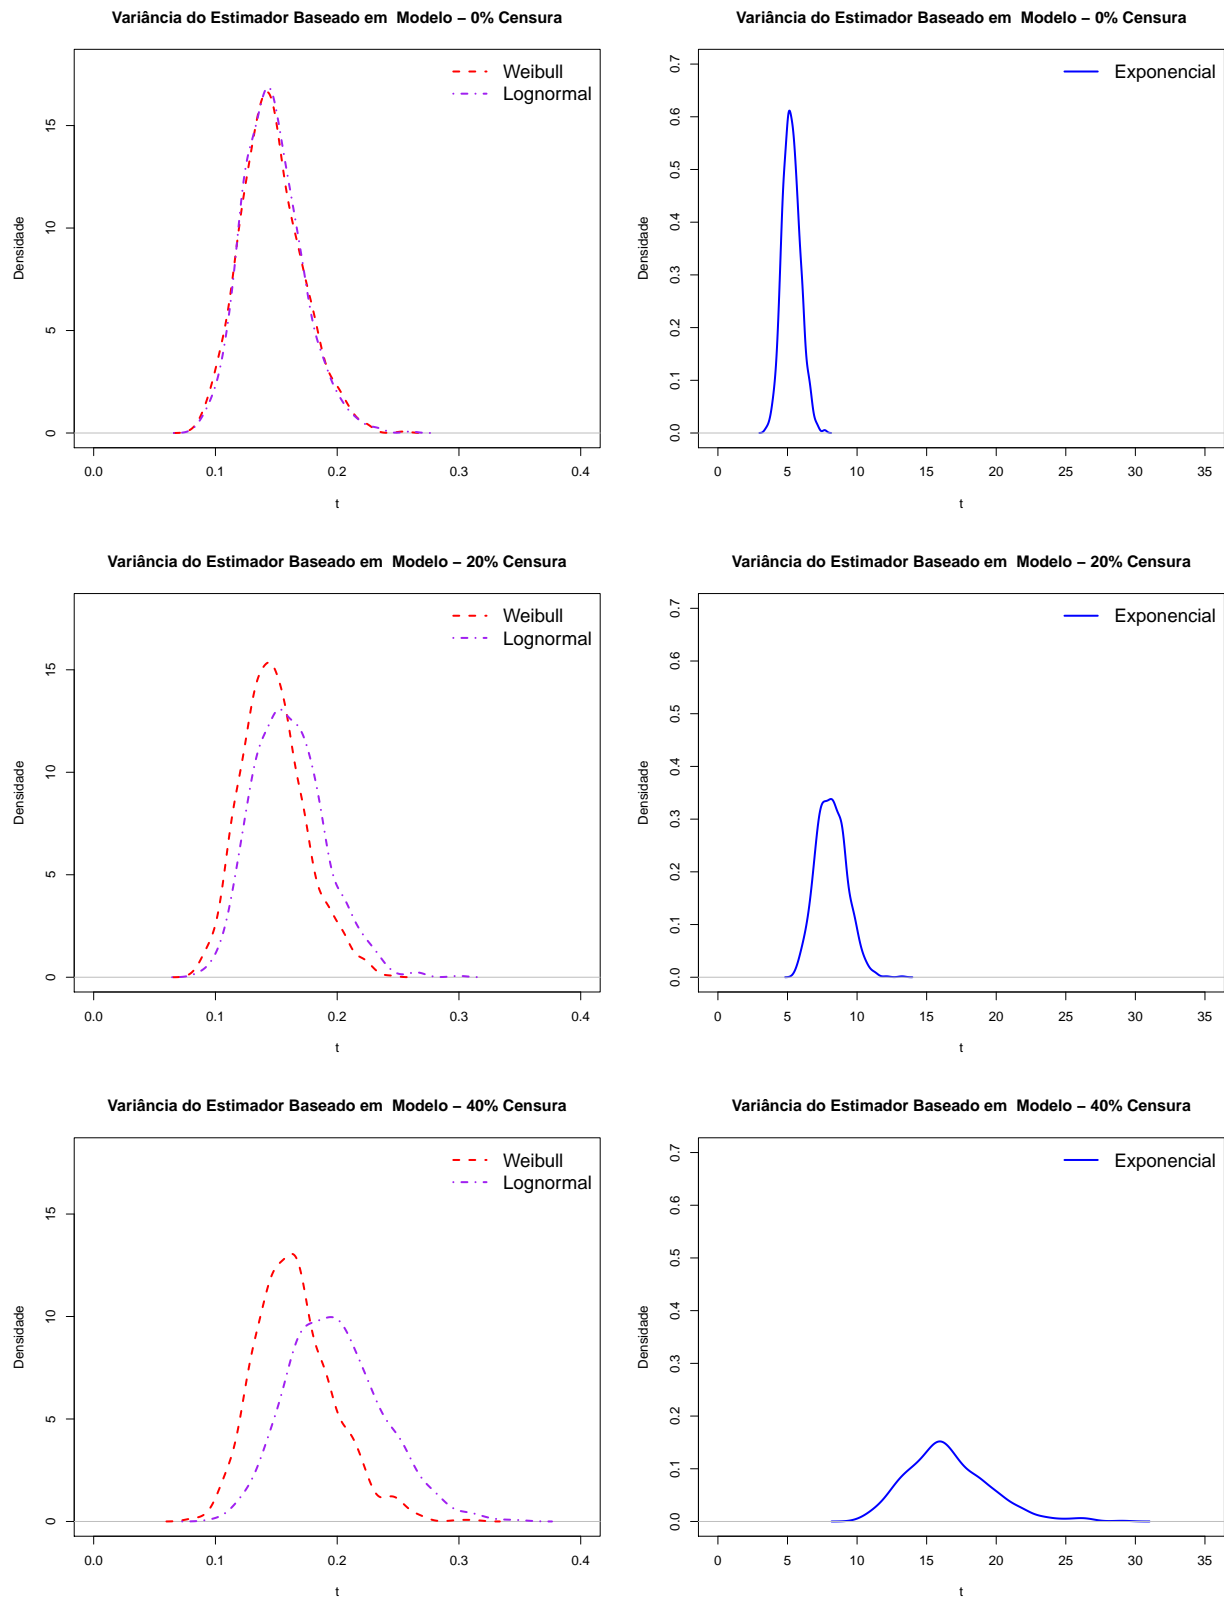 Variância do Estimador Baseado em  Modelo – 0% Censura
Weibull
Lognormal
Densidade
0
5
10
15
0.0
0.1
0.2
0.3
0.4
t
Variância do Estimador Baseado em  Modelo – 0% Censura
Exponencial
Densidade
0.0
0.1
0.2
0.3
0.4
0.5
0.6
0.7
0
5
10
15
20
25
30
35
t
Variância do Estimador Baseado em  Modelo – 20% Censura
Weibull
Lognormal
Densidade
0
5
10
15
0.0
0.1
0.2
0.3
0.4
t
Variância do Estimador Baseado em  Modelo – 20% Censura
Exponencial
Densidade
0.0
0.1
0.2
0.3
0.4
0.5
0.6
0.7
0
5
10
15
20
25
30
35
t
Variância do Estimador Baseado em  Modelo – 40% Censura
Weibull
Lognormal
Densidade
0
5
10
15
0.0
0.1
0.2
0.3
0.4
t
Variância do Estimador Baseado em  Modelo – 40% Censura
Exponencial
Densidade
0.0
0.1
0.2
0.3
0.4
0.5
0.6
0.7
0
5
10
15
20
25
30
35
t